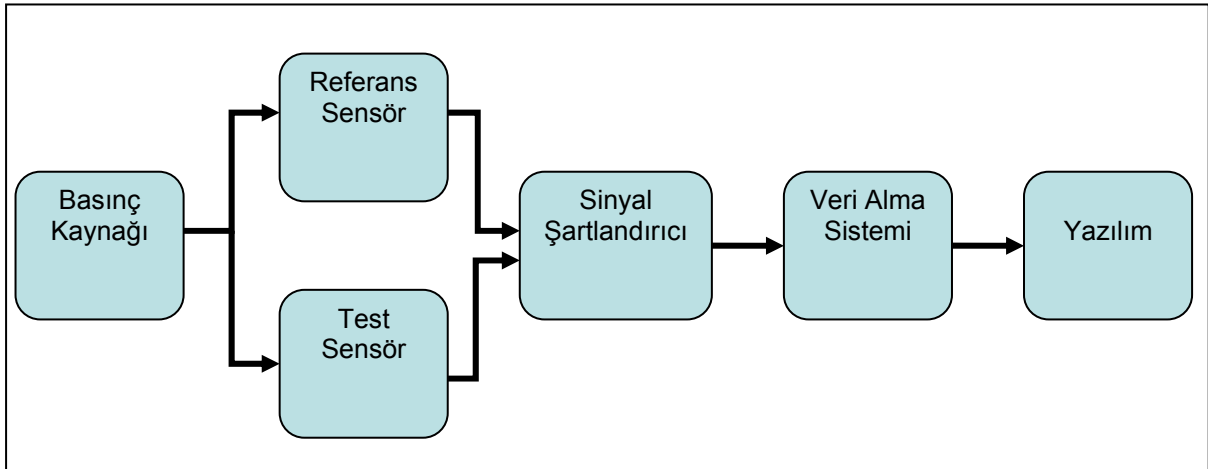 Basınç
Kaynağı
Referans
Sensör
Test
Sensör
Sinyal
Şartlandırıcı
Veri Alma
Sistemi
Yazılım